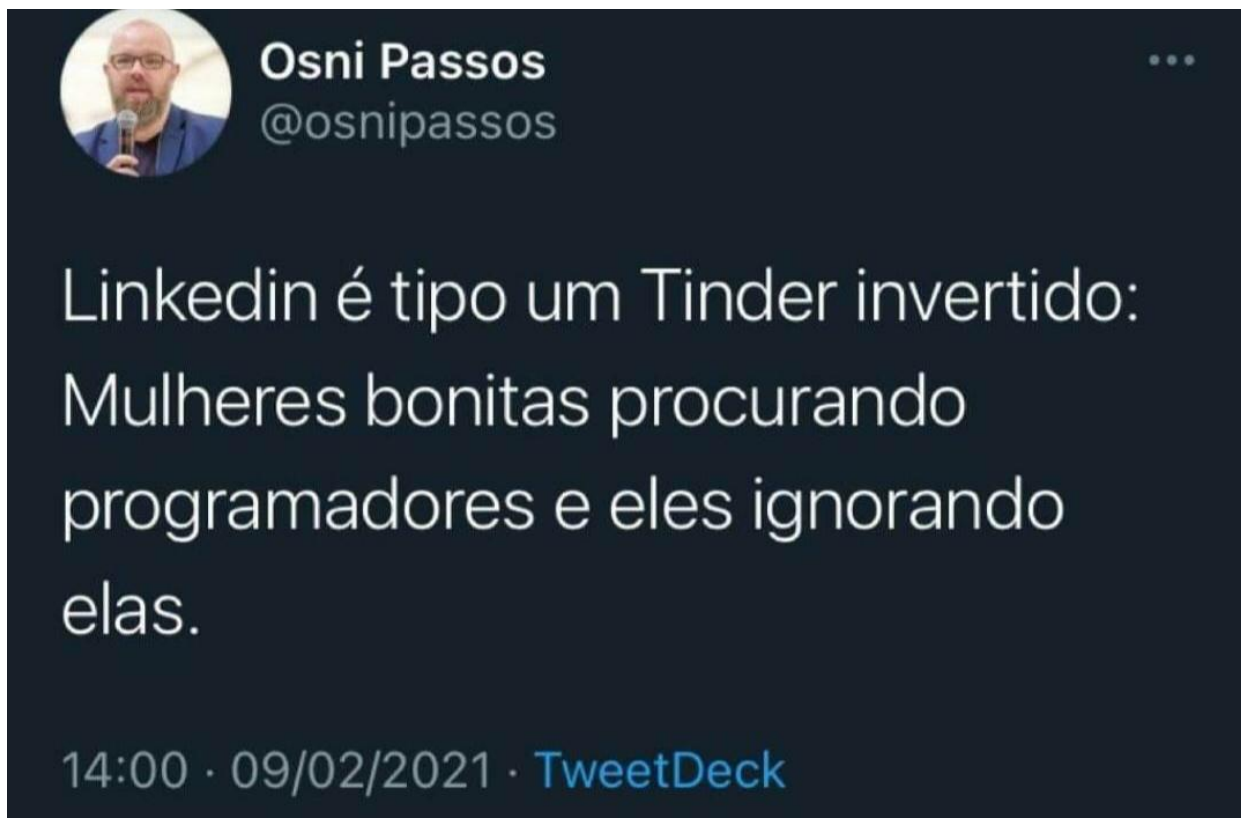 Osni Passos
@osnipassos
Linkedin é tipo um Tinder invertido:
Mulheres bonitas procurando
programadores e eles ignorando
elas.
14:00 · 09/02/2021 · TweetDeck